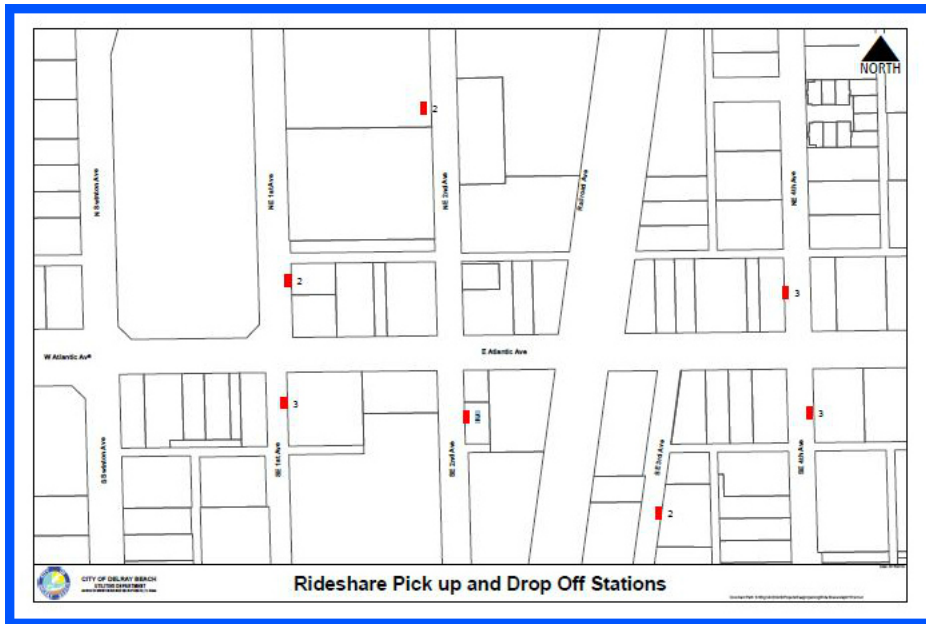 NORTH
2
N Swinton Ave
NE 1st Ave
NE 2nd Ave
Railroad Ave
NE 4th Ave
2
3
W Atlantic Ave
E Atlantic Ave
3
3
S Swinton Ave
SE 1st Ave
SE 2nd Ave
SE 3rd Ave
SE 4th Ave
2
CITY OF DELRAY BEACH
UTILITIES DEPARTMENT
Rideshare Pick up and Drop Off Stations